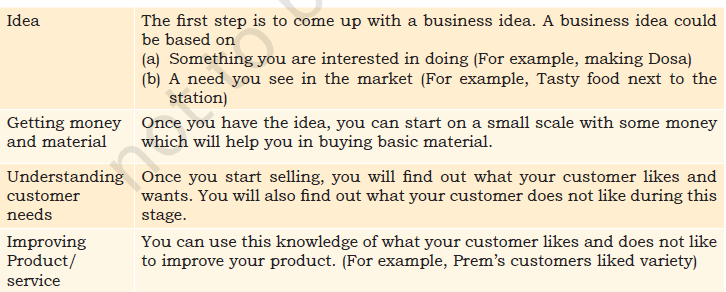 Idea
The first step is to come up with a business idea. A business idea could
be based on
(a) Something you are interested in doing (For example, making Dosa)
(b) A need you see in the market (For example, Tasty food next to the
station)
Getting money
and material
Once you have the idea, you can start on a small scale with some money
which will help you in buying basic material.
Understanding
customer
needs
Once you start selling, you will find out what your customer likes and
wants. You will also find out what your customer does not like during this
stage.
Improving
Product/
service
You can use this knowledge of what your customer likes and does not like
to improve your product. (For example, Prem's customers liked variety)
not to